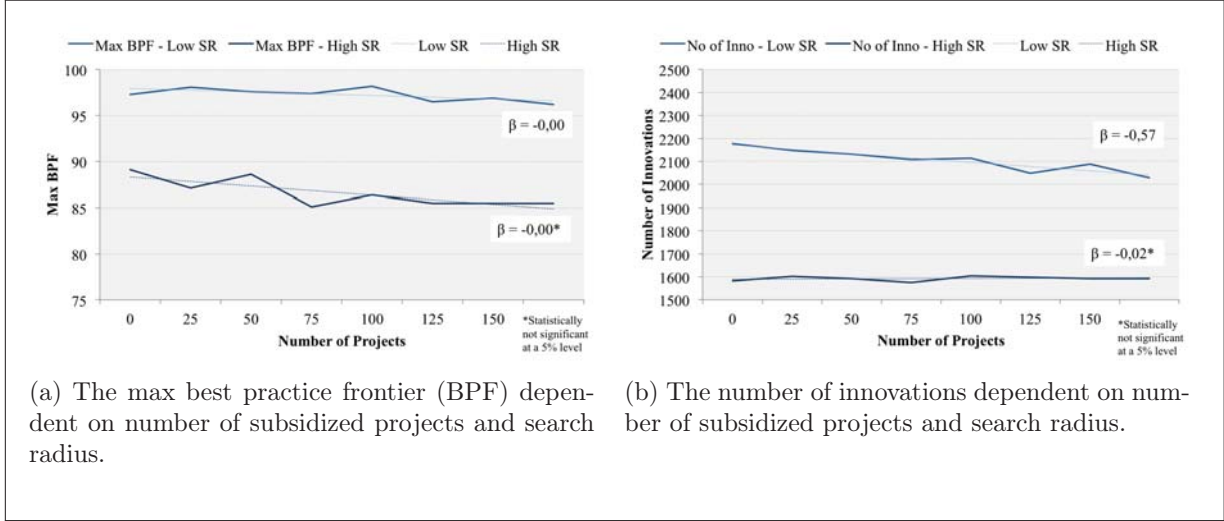 Max BPF - Low SR Max BPF - High SR Low SR High SR
100
95
90
85
80
75
Max BPF
β = -0,00
β = -0,00*
0 25 50 75 100 125 150
Number of Projects
*Statistically
not significant
at a 5% level
No of Inno - Low SR No of Inno - High SR Low SR High SR
2500
2400
2300
2200
2100
2000
1900
1800
1700
1600
1500
Number of Innovations
β = -0,57
β = -0,02*
0 25 50 75 100 125 150
Number of Projects
*Statistically
not significant
at a 5% level
(a) The max best practice frontier (BPF) depen-
dent on number of subsidized projects and search
radius.
(b) The number of innovations dependent on num-
ber of subsidized projects and search radius.